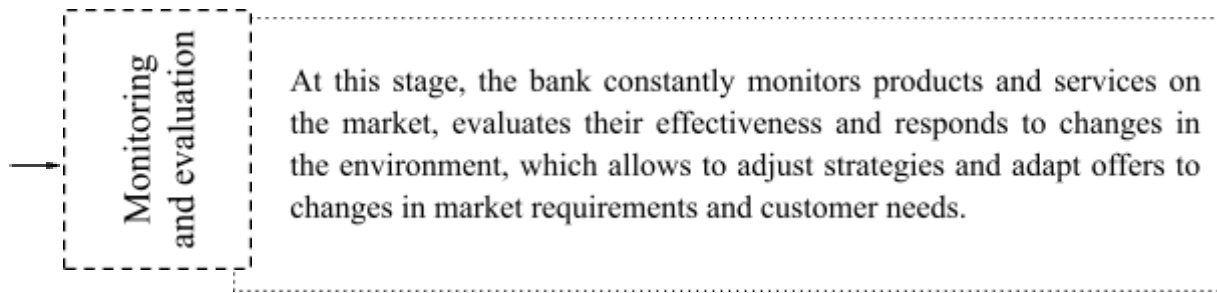 Monitoring
and evaluation
At this stage, the bank constantly monitors products and services on
the market, evaluates their effectiveness and responds to changes in
the environment, which allows to adjust strategies and adapt offers to
changes in market requirements and customer needs.